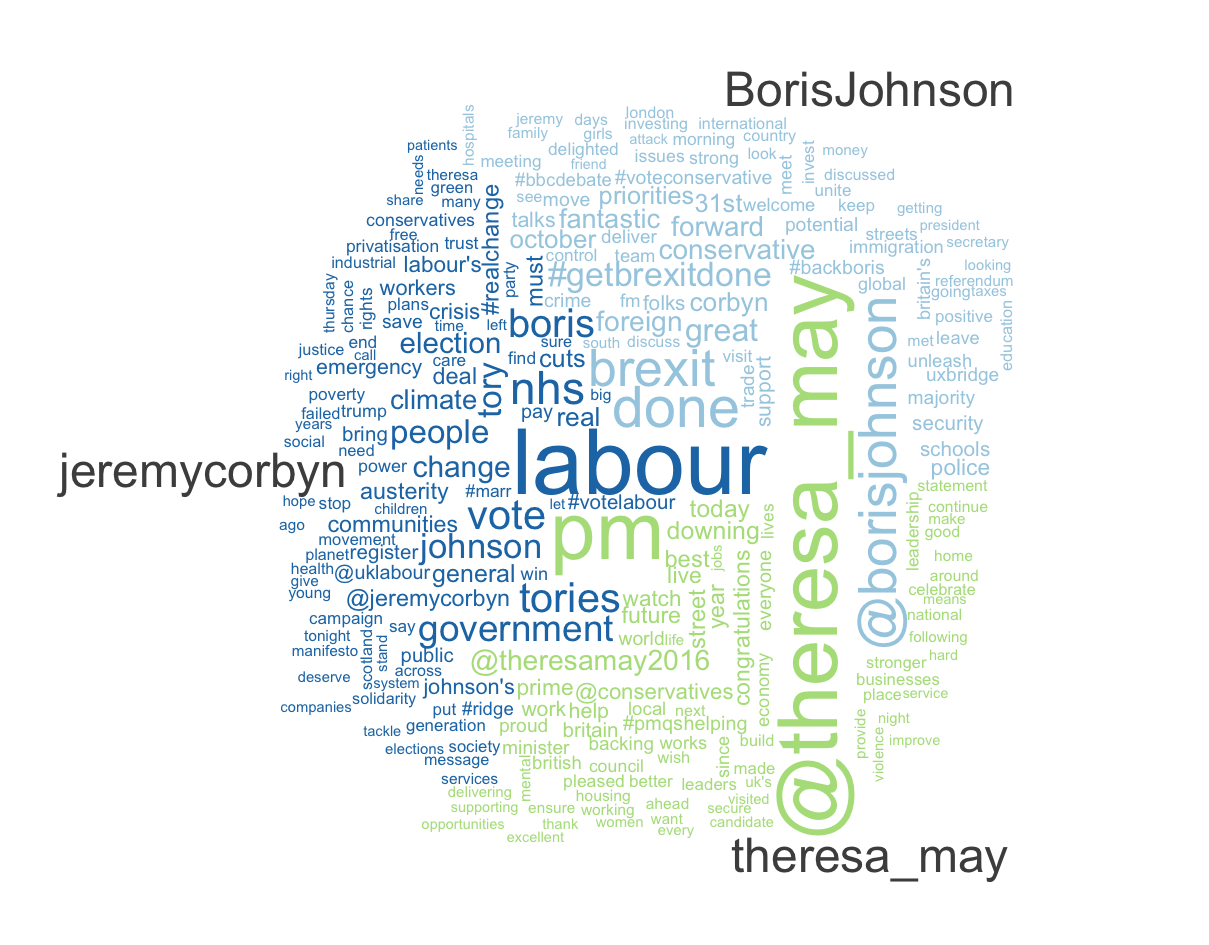 BorisJohnson
hospitals
london
jeremy
days
investing
international
family
girls
attack
morning
country
patients
delighted
issues
strong
look
meet
invest
money
needs
meeting
friend
theresa
#bbcdebate
#voteconservative
discussed
green
unite
share
many
#realchange
see
move
priorities
31st
welcome
keep
getting
conservatives
talks
fantastic
forward
potential
president
free
october
deliver
streets
privatisation
trust
control
team
conservative
immigration
secretary
industrial
labour's
party
must
#getbrexitdone
#backboris
britain's
looking
thursday
chance
rights
workers
global
referendum
going
taxes
plans
crisis
crime
fm
folks
corbyn
save
time
left
boris
foreign
great
positive
education
justice
end
election
sure
south
discuss
met
leave
call
care
find
cuts
brexit
visit
trade
support
unleash
right
emergency
deal
tory
nhs
big
uxbridge
poverty
climate
done
majority
failed
trump
pay
real
years
bring
people
security
social
need
labour
schools
jeremycorbyn
power
change
police
austerity
#marr
statement
hope
stop
children
let
#votelabour
today
lives
leadership
continue
ago
communities
vote
pm
downing
make
movement
good
planet
register
johnson
best
jobs
home
health
@uklabour
general
win
live
congratulations
everyone
around
give
celebrate
young
@jeremycorbyn
tories
watch
street
year
means
campaign
future
national
tonight
say
government
world
life
@theresa_may
@borisjohnson
following
manifesto
scotland
stand
public
@theresamay2016
hard
stronger
across
deserve
system
johnson's
prime
@conservatives
economy
businesses
solidarity
place
service
companies
put
#ridge
work
help
local
next
tackle
generation
proud
britain
#pmqs
helping
night
elections
society
minister
backing
works
since
build
provide
violence
improve
message
british
council
wish
services
mental
pleased
better
leaders
made
uk's
delivering
housing
visited
supporting
ensure
working
ahead
secure
opportunities
thank
women
want
candidate
excellent
every
theresa_may